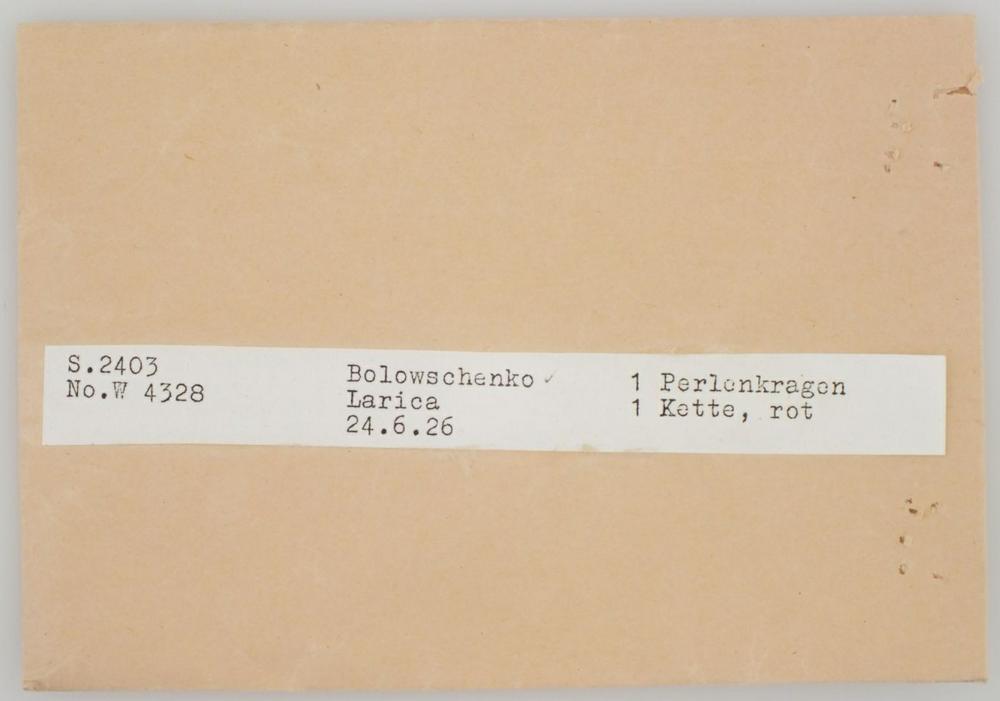 S.2403
No.W 4328
Bolowschenko ✓
Larica
24.6.26
1 Perlenkragen
1 Kette, rot